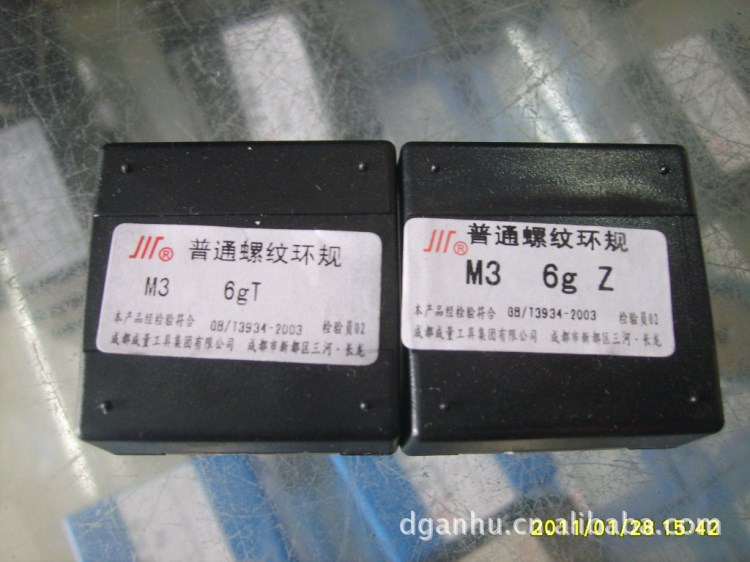 普通螺纹环规
M3 6gT
本产品经检验符合 GB/T3934-2003 检验员02
成都成量工具集团有限公司 成都市新都区三河·长龙
普通螺纹环规
M3 6g Z
本产品经检验符合 GB/T3934-2003 检验员02
成都成量工具集团有限公司 成都市新都区三河·长龙
2011/01/28 15:42